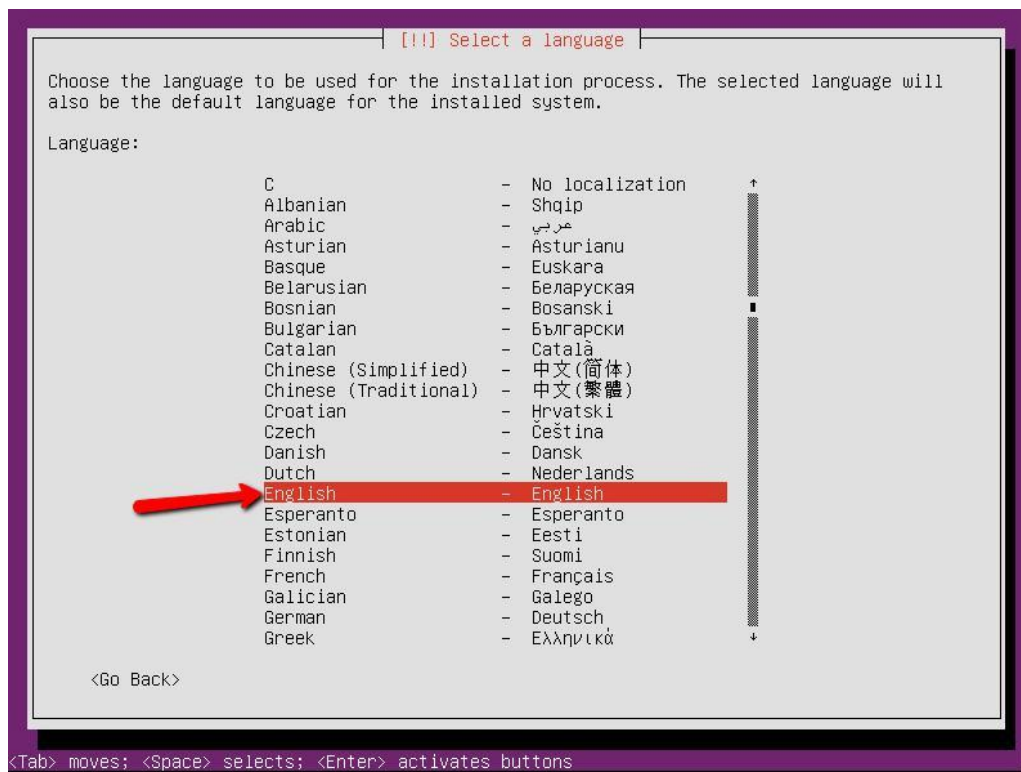 [!!] Select a language
Choose the language to be used for the installation process. The selected language will
also be the default language for the installed system.
Language:
C - No localization
Albanian - Shqip
Arabic - عربي
Asturian - Asturianu
Basque - Euskara
Belarusian - Беларуская
Bosnian - Bosanski
Bulgarian - Български
Catalan - Català
Chinese (Simplified) - 中文(简体)
Chinese (Traditional) - 中文(繁體)
Croatian - Hrvatski
Czech - Čeština
Danish - Dansk
Dutch - Nederlands
English - English
Esperanto - Esperanto
Estonian - Eesti
Finnish - Suomi
French - Français
Galician - Galego
German - Deutsch
Greek - Ελληνικά
<Go Back>
<Tab> moves; <Space> selects; <Enter> activates buttons